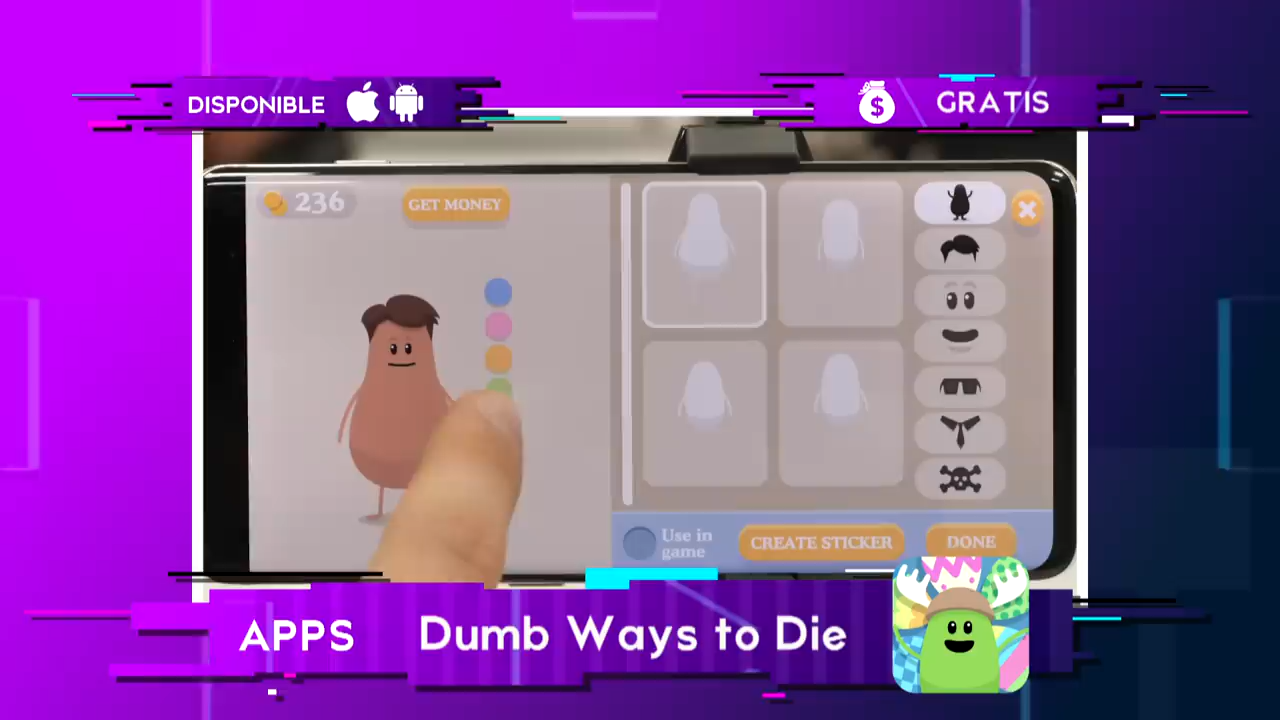 DISPONIBLE
GRATIS
236
GET MONEY
Use in
game
CREATE STICKER
DONE
APPS
Dumb Ways to Die